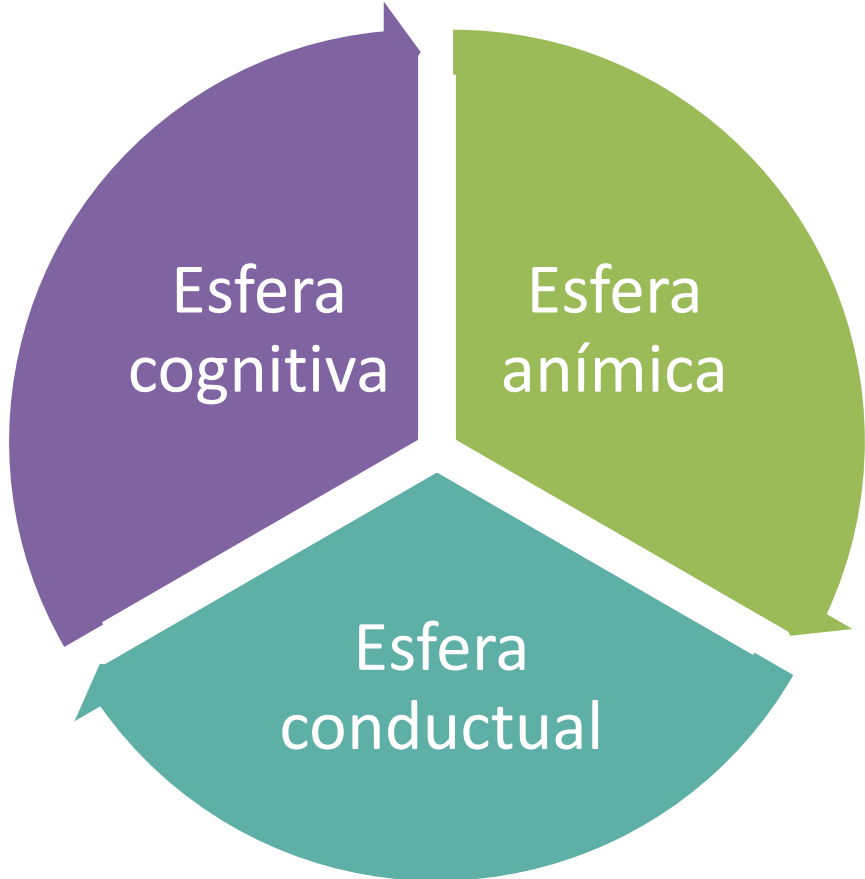 Esfera
cognitiva
Esfera
anímica
Esfera
conductual